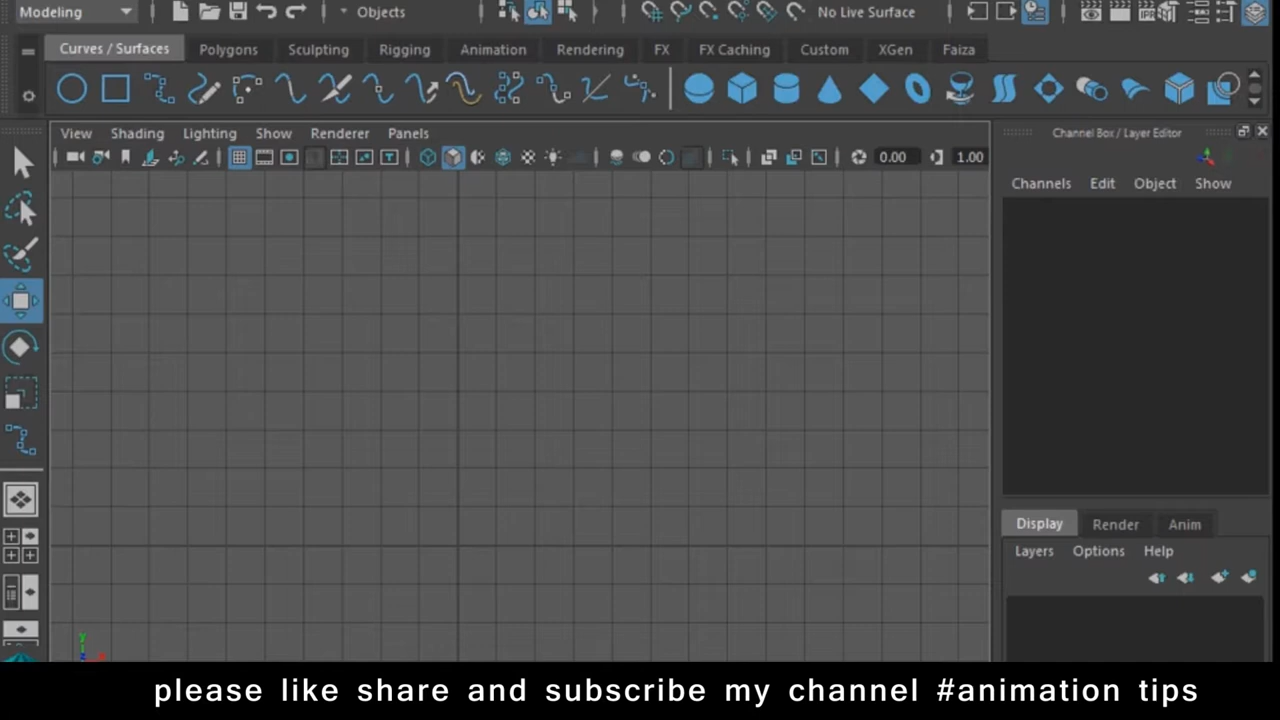 Modeling Objects No Live Surface
Curves / Surfaces Polygons Sculpting Rigging Animation Rendering FX FX Caching Custom XGen Faiza
View Shading Lighting Show Renderer Panels
0.00 1.00
Channel Box / Layer Editor
Channels Edit Object Show
Display Render Anim
Layers Options Help
y
please like share and subscribe my channel #animation tips